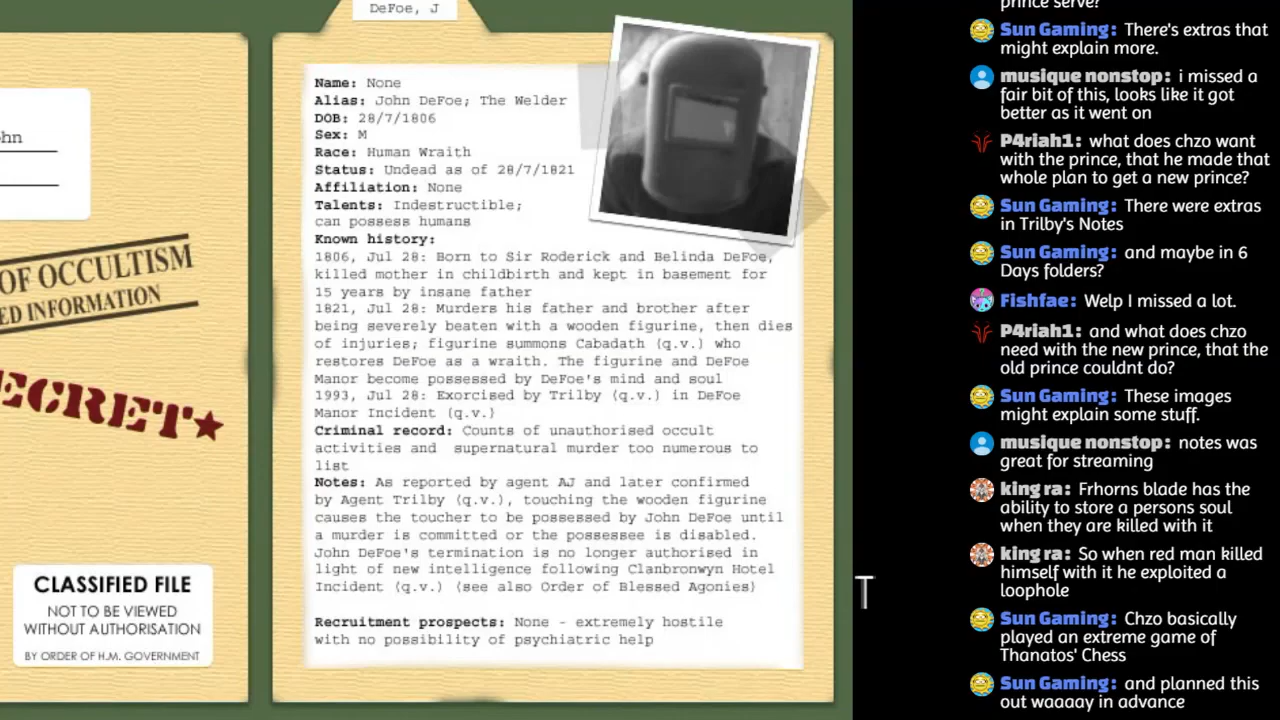 DeFoe, J
ohn
OF OCCULTISM
ED INFORMATION
ECRET★
CLASSIFIED FILE
NOT TO BE VIEWED
WITHOUT AUTHORISATION
BY ORDER OF H.M. GOVERNMENT
Name: None
Alias: John DeFoe; The Welder
DOB: 28/7/1806
Sex: M
Race: Human Wraith
Status: Undead as of 28/7/1821
Affiliation: None
Talents: Indestructible;
can possess humans
Known history:
1806, Jul 28: Born to Sir Roderick and Belinda DeFoe,
killed mother in childbirth and kept in basement for
15 years by insane father
1821, Jul 28: Murders his father and brother after
being severely beaten with a wooden figurine, then dies
of injuries; figurine summons Cabadath (q.v.) who
restores DeFoe as a wraith. The figurine and DeFoe
Manor become possessed by DeFoe's mind and soul
1993, Jul 28: Exorcised by Trilby (q.v.) in DeFoe
Manor Incident (q.v.)
Criminal record: Counts of unauthorised occult
activities and  supernatural murder too numerous to
list
Notes: As reported by agent AJ and later confirmed
by Agent Trilby (q.v.), touching the wooden figurine
causes the toucher to be possessed by John DeFoe until
a murder is committed or the possessee is disabled.
John DeFoe's termination is no longer authorised in
light of new intelligence following Clanbronwyn Hotel
Incident (q.v.) (see also Order of Blessed Agonies)
Recruitment prospects: None - extremely hostile
with no possibility of psychiatric help
T
prince serve?
Sun Gaming: There's extras that
might explain more.
musique nonstop: i missed a
fair bit of this, looks like it got
better as it went on
P4riah1: what does chzo want
with the prince, that he made that
whole plan to get a new prince?
Sun Gaming: There were extras
in Trilby's Notes
Sun Gaming: and maybe in 6
Days folders?
Fishfae: Welp I missed a lot.
P4riah1: and what does chzo
need with the new prince, that the
old prince couldnt do?
Sun Gaming: These images
might explain some stuff.
musique nonstop: notes was
great for streaming
king ra: Frhorns blade has the
ability to store a persons soul
when they are killed with it
king ra: So when red man killed
himself with it he exploited a
loophole
Sun Gaming: Chzo basically
played an extreme game of
Thanatos' Chess
Sun Gaming: and planned this
out waaaay in advance